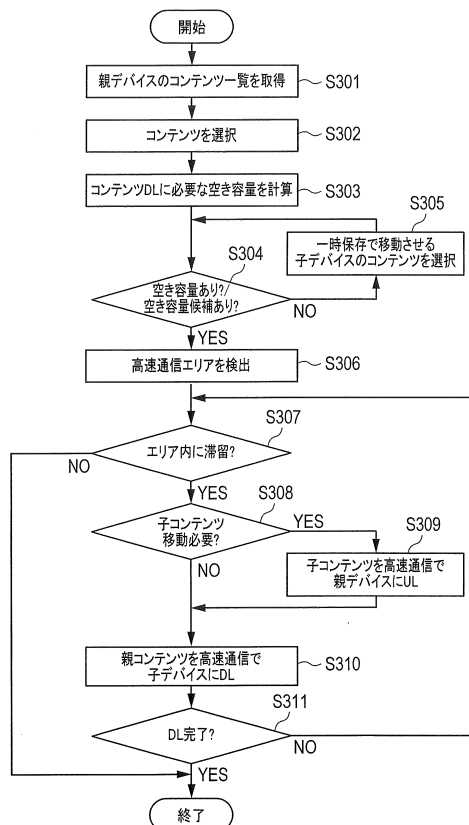 開始
親デバイスのコンテンツ一覧を取得
S301
コンテンツを選択
S302
コンテンツDLに必要な空き容量を計算
S303
S305
一時保存で移動させる
子デバイスのコンテンツを選択
S304
空き容量あり?
空き容量候補あり?
NO
YES
高速通信エリアを検出
S306
S307
エリア内に滞留?
NO
YES
S308
子コンテンツ
移動必要?
YES
NO
S309
子コンテンツを高速通信で
親デバイスにUL
親コンテンツを高速通信で
子デバイスにDL
S310
S311
DL完了?
NO
YES
終了